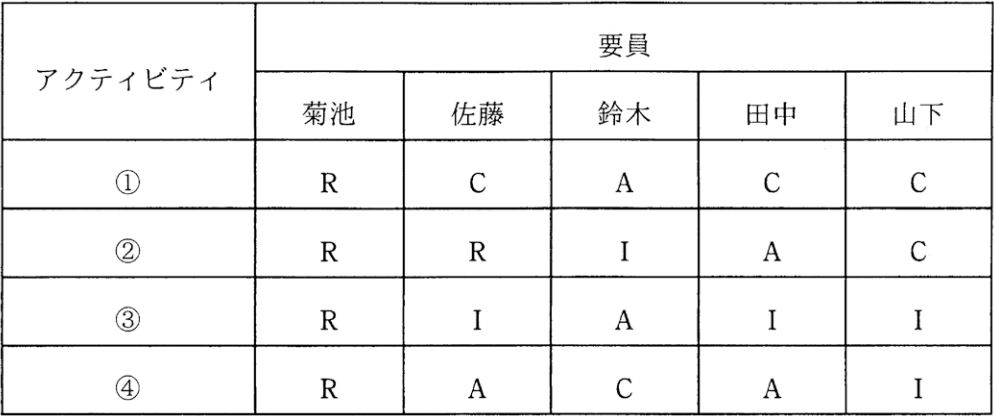 アクティビティ 要員
菊池 佐藤 鈴木 田中 山下
① R C A C C
② R R I A C
③ R I A I I
④ R A C A I